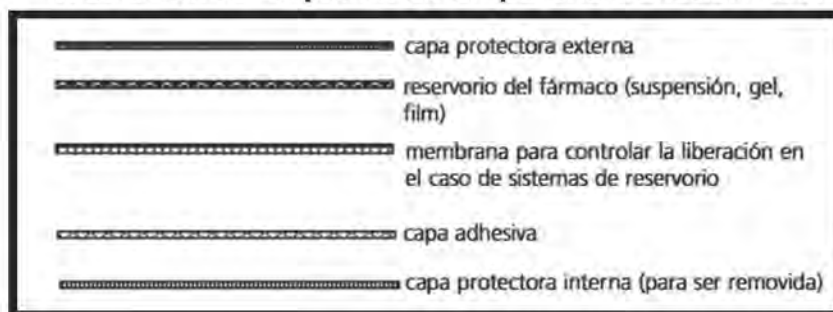 capa protectora externa
reservorio del fármaco (suspensión, gel,
film)
membrana para controlar la liberación en
el caso de sistemas de reservorio
capa adhesiva
capa protectora interna (para ser removida)